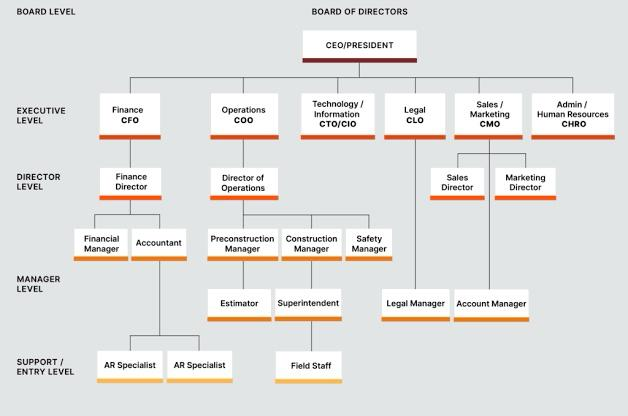 BOARD LEVEL
BOARD OF DIRECTORS
CEO/PRESIDENT
EXECUTIVE
LEVEL
Finance
CFO
Operations
COO
Technology /
Information
CTO/CIO
Legal
CLO
Sales /
Marketing
CMO
Admin /
Human Resources
CHRO
DIRECTOR
LEVEL
Finance
Director
Director of
Operations
Sales
Director
Marketing
Director
Financial
Manager
Accountant
Preconstruction
Manager
Construction
Manager
Safety
Manager
MANAGER
LEVEL
Estimator
Superintendent
Legal Manager
Account Manager
SUPPORT /
ENTRY LEVEL
AR Specialist
AR Specialist
Field Staff